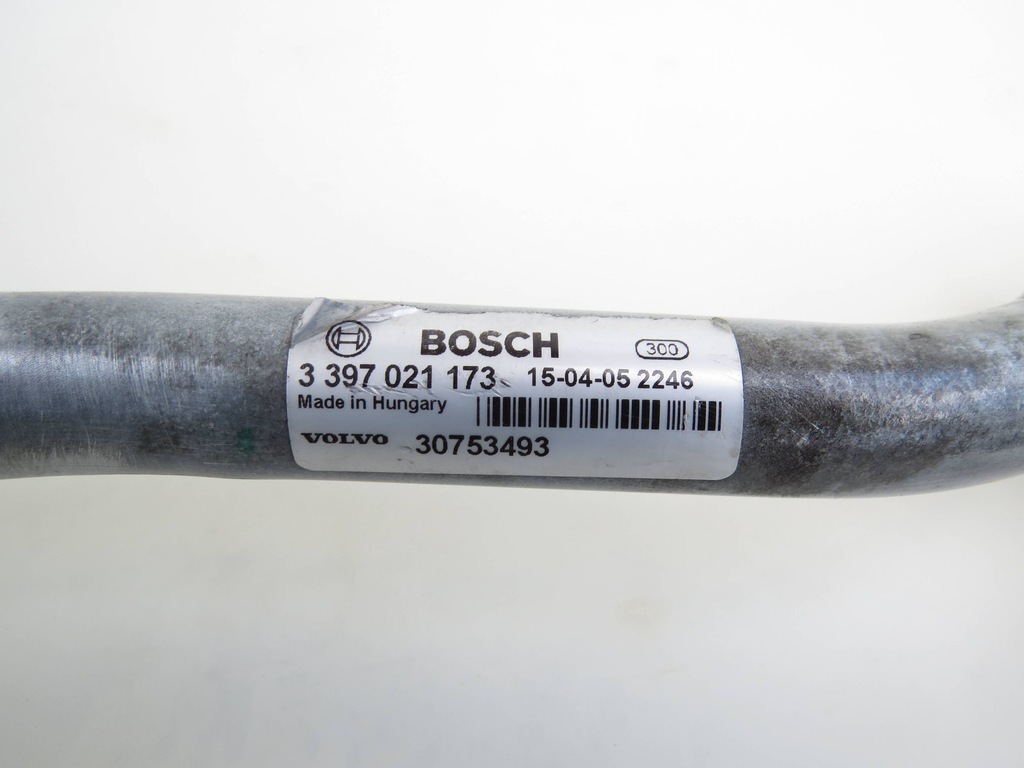 BOSCH 300
3 397 021 173 15-04-05 2246
Made in Hungary
VOLVO 30753493